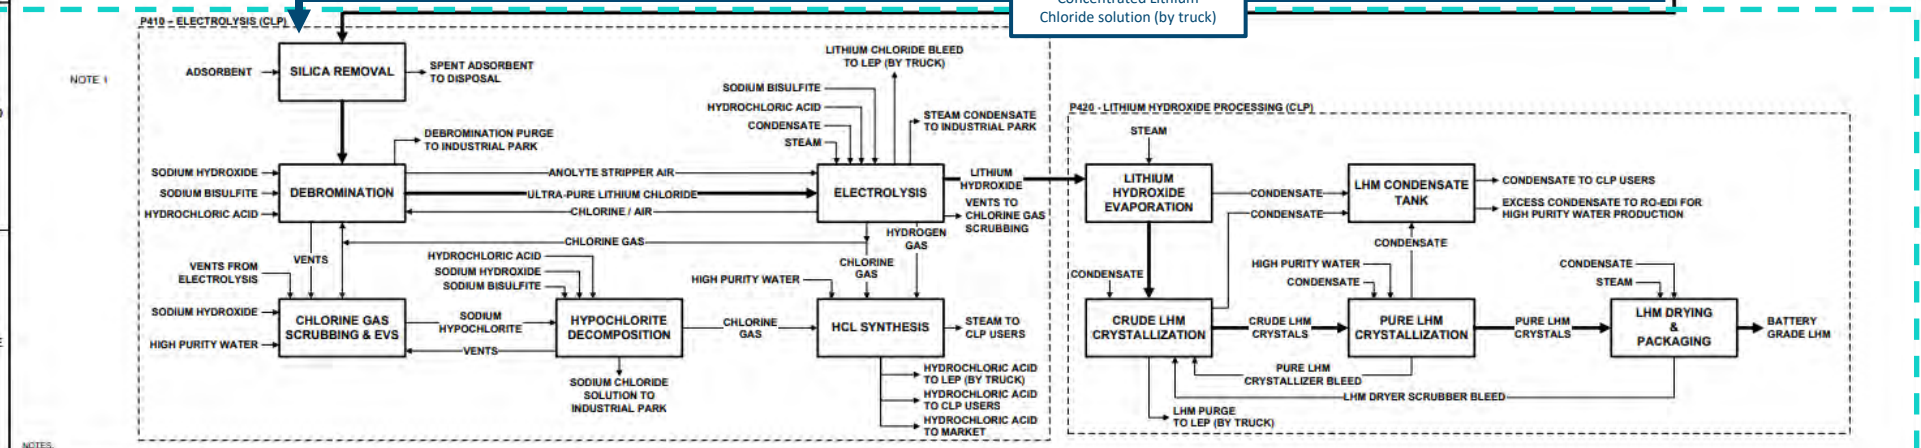 Concentrated Lithium
Chloride solution (by truck)
P410 – ELECTROLYSIS (CLP)
NOTE 1
ADSORBENT
SILICA REMOVAL
SPENT ADSORBENT
TO DISPOSAL
LITHIUM CHLORIDE BLEED
TO LEP (BY TRUCK)
SODIUM BISULFITE
HYDROCHLORIC ACID
CONDENSATE
STEAM
STEAM CONDENSATE
TO INDUSTRIAL PARK
DEBROMINATION PURGE
TO INDUSTRIAL PARK
SODIUM HYDROXIDE
SODIUM BISULFITE
HYDROCHLORIC ACID
DEBROMINATION
ANOLYTE STRIPPER AIR
ULTRA-PURE LITHIUM CHLORIDE
CHLORINE / AIR
ELECTROLYSIS
LITHIUM
HYDROXIDE
VENTS TO
CHLORINE GAS
SCRUBBING
HYDROGEN
GAS
CHLORINE GAS
CHLORINE
GAS
VENTS
VENTS FROM
ELECTROLYSIS
SODIUM HYDROXIDE
HIGH PURITY WATER
CHLORINE GAS
SCRUBBING & EVS
SODIUM
HYPOCHLORITE
VENTS
HYDROCHLORIC ACID
SODIUM HYDROXIDE
SODIUM BISULFITE
HYPOCHLORITE
DECOMPOSITION
SODIUM CHLORIDE
SOLUTION TO
INDUSTRIAL PARK
CHLORINE
GAS
HIGH PURITY WATER
HCL SYNTHESIS
STEAM TO
CLP USERS
HYDROCHLORIC ACID
TO LEP (BY TRUCK)
HYDROCHLORIC ACID
TO CLP USERS
HYDROCHLORIC ACID
TO MARKET
P420 - LITHIUM HYDROXIDE PROCESSING (CLP)
STEAM
LITHIUM
HYDROXIDE
EVAPORATION
CONDENSATE
CONDENSATE
LHM CONDENSATE
TANK
CONDENSATE TO CLP USERS
EXCESS CONDENSATE TO RO-EDI FOR
HIGH PURITY WATER PRODUCTION
CONDENSATE
CONDENSATE
CRUDE LHM
CRYSTALLIZATION
CRUDE LHM
CRYSTALS
HIGH PURITY WATER
CONDENSATE
PURE LHM
CRYSTALLIZATION
PURE LHM
CRYSTALS
CONDENSATE
STEAM
LHM DRYING
&
PACKAGING
BATTERY
GRADE LHM
PURE LHM
CRYSTALLIZER BLEED
LHM DRYER SCRUBBER BLEED
LHM PURGE
TO LEP (BY TRUCK)
NOTES